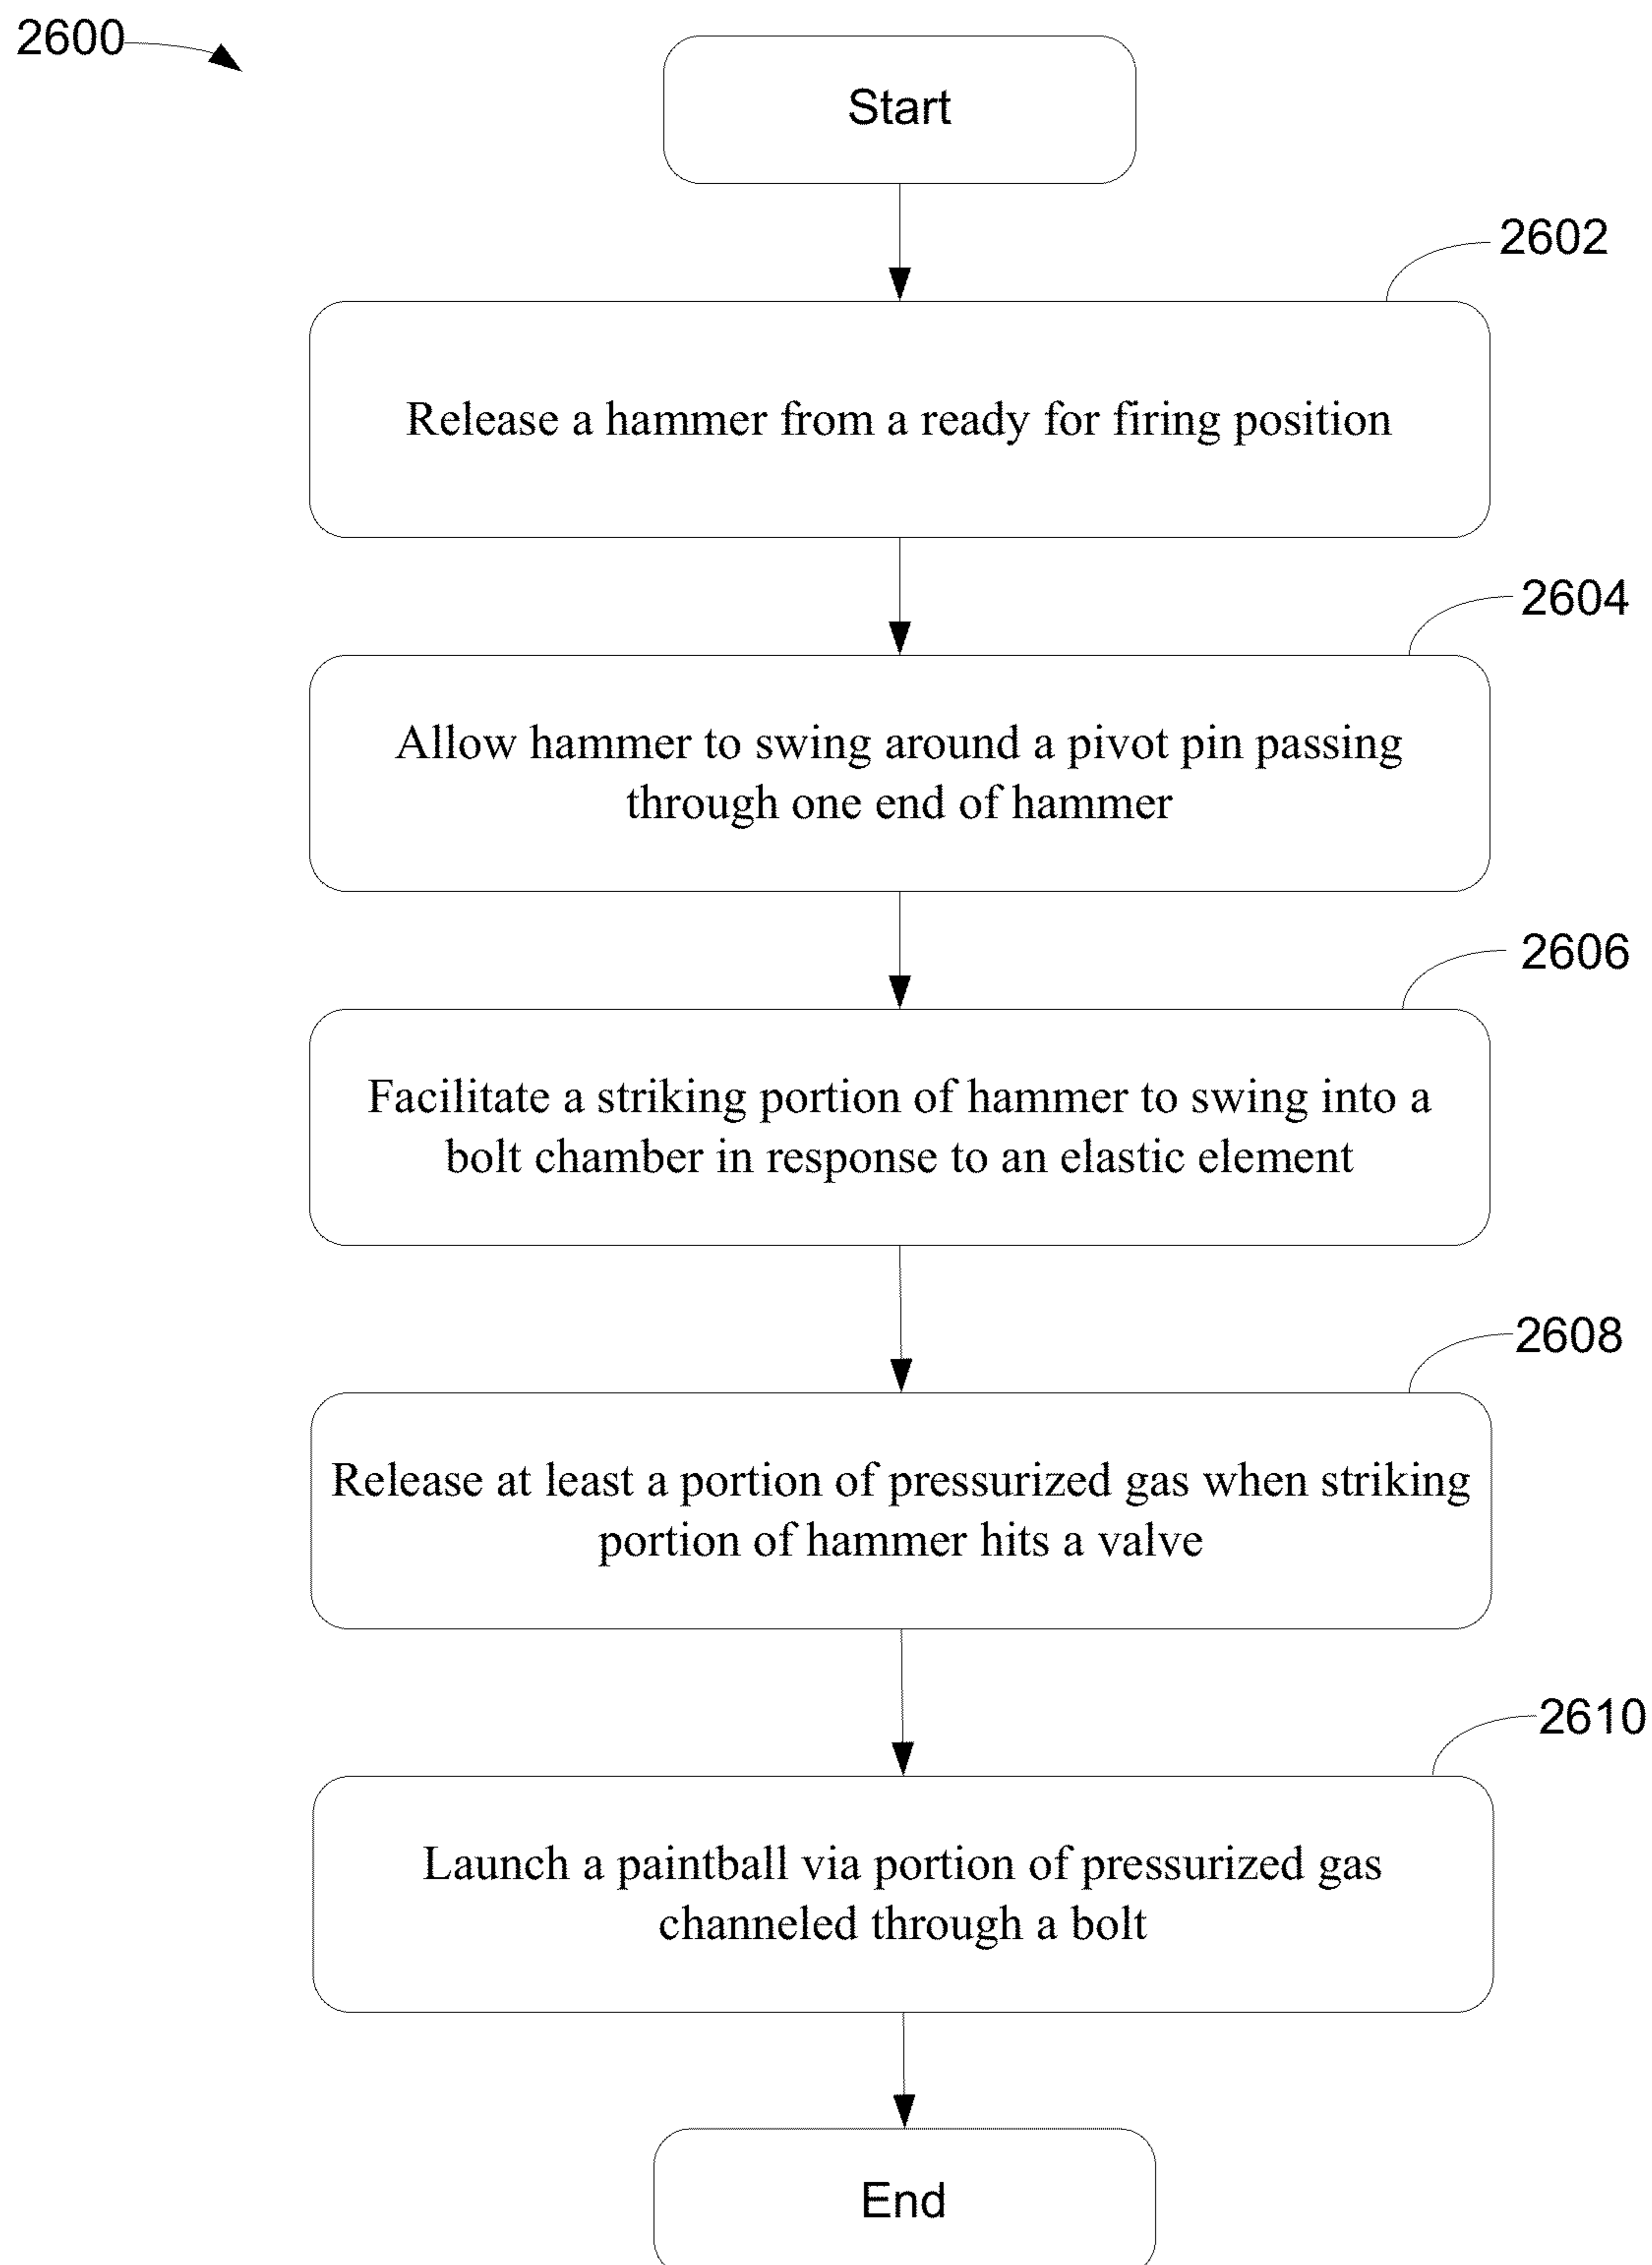 2600
Start
2602
Release a hammer from a ready for firing position
2604
Allow hammer to swing around a pivot pin passing
through one end of hammer
2606
Facilitate a striking portion of hammer to swing into a
bolt chamber in response to an elastic element
2608
Release at least a portion of pressurized gas when striking
portion of hammer hits a valve
2610
Launch a paintball via portion of pressurized gas
channeled through a bolt
End